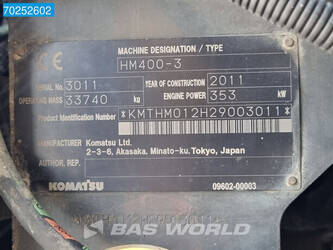 70252602
CE
MACHINE DESIGNATION / TYPE
HM400-3
SERIAL No. 3011 YEAR OF CONSTRUCTION 2011
OPERATING MASS 33740 kg ENGINE POWER 353 kW
Product Identification Number *KMTHM012H29003011*
MANUFACTURER Komatsu Ltd.
2-3-6, Akasaka, Minato-ku, Tokyo, Japan
AUTHO. REP.
KOMATSU 09602-00003
BAS WORLD